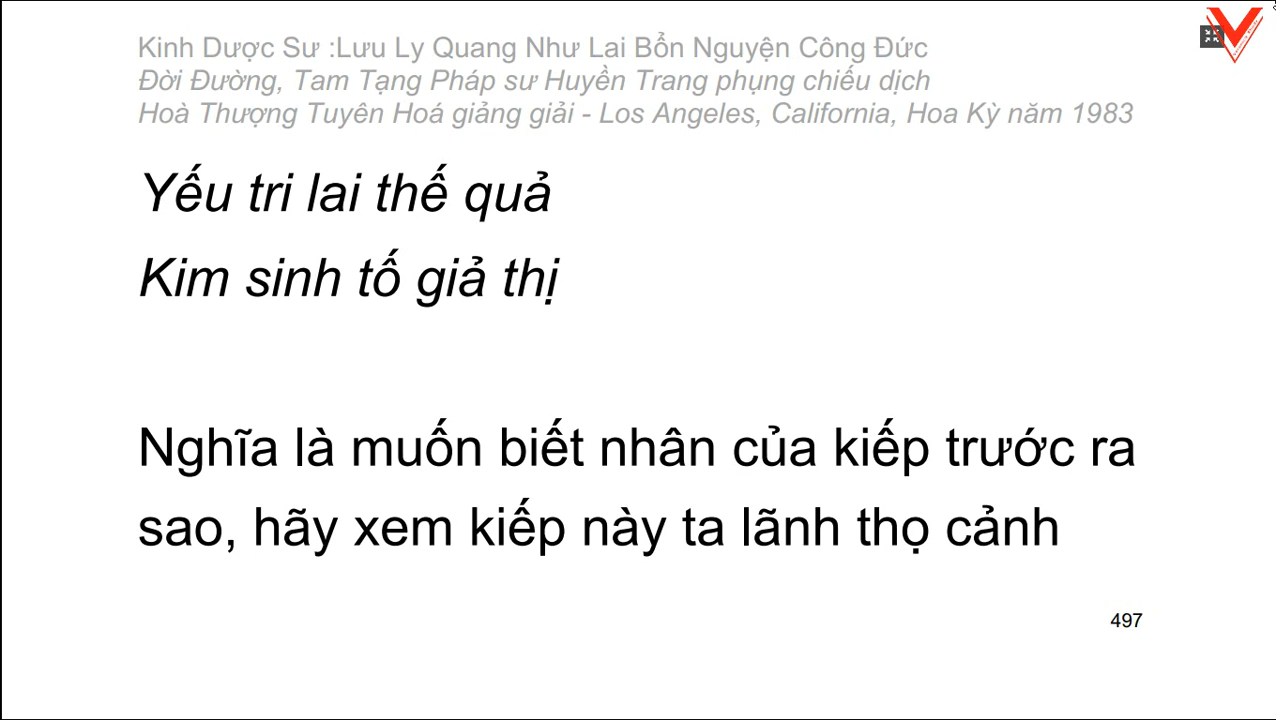 Kinh Dược Sư :Lưu Ly Quang Như Lai Bổn Nguyện Công Đức
Đời Đường, Tam Tạng Pháp sư Huyền Trang phụng chiếu dịch
Hoà Thượng Tuyên Hoá giảng giải - Los Angeles, California, Hoa Kỳ năm 1983
Yếu tri lai thế quả
Kim sinh tố giả thị
Nghĩa là muốn biết nhân của kiếp trước ra
sao, hãy xem kiếp này ta lãnh thọ cảnh
497